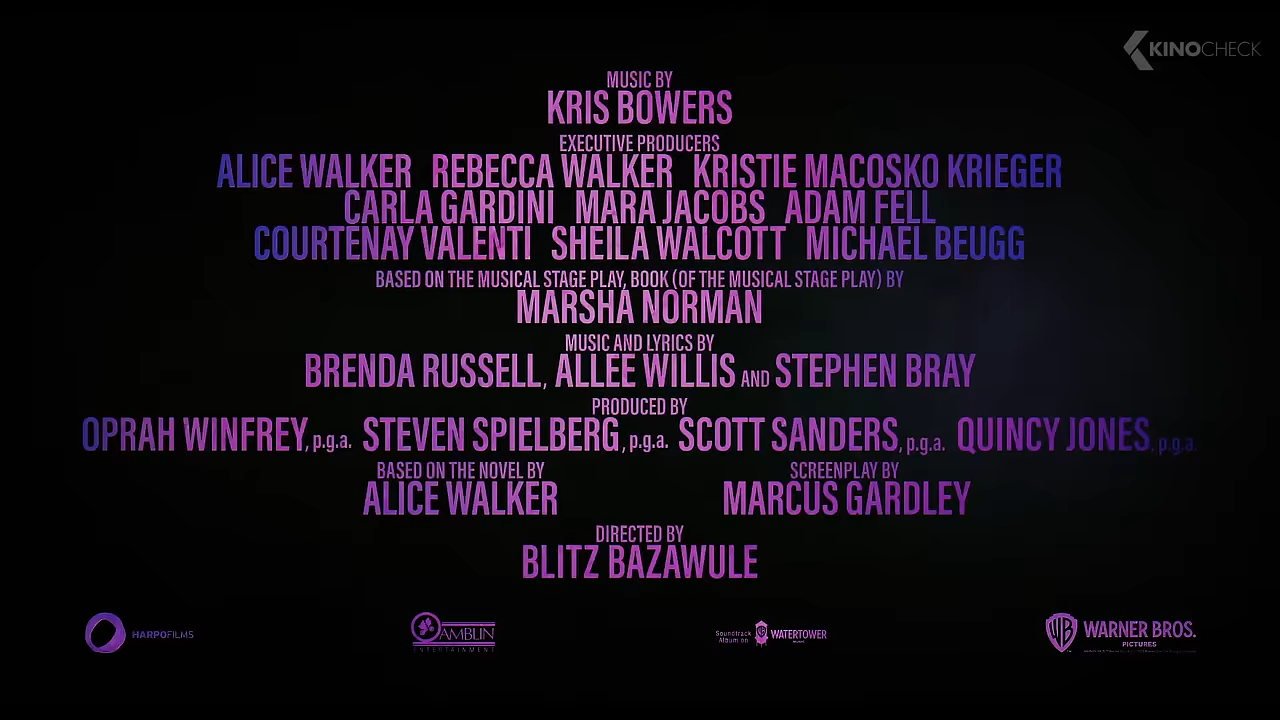 KINOCHECK
MUSIC BY
KRIS BOWERS
EXECUTIVE PRODUCERS
ALICE WALKER REBECCA WALKER KRISTIE MACOSKO KRIEGER
CARLA GARDINI MARA JACOBS ADAM FELL
COURTENAY VALENTI SHEILA WALCOTT MICHAEL BEUGG
BASED ON THE MUSICAL STAGE PLAY, BOOK (OF THE MUSICAL STAGE PLAY) BY
MARSHA NORMAN
MUSIC AND LYRICS BY
BRENDA RUSSELL, ALLEE WILLIS AND STEPHEN BRAY
PRODUCED BY
OPRAH WINFREY, p.g.a. STEVEN SPIELBERG, p.g.a. SCOTT SANDERS, p.g.a. QUINCY JONES, p.g.a.
BASED ON THE NOVEL BY SCREENPLAY BY
ALICE WALKER MARCUS GARDLEY
DIRECTED BY
BLITZ BAZAWULE
HARPOFILMS
AMBLIN
ENTERTAINMENT
Soundtrack
Album on
WATERTOWER
MUSIC
WB WARNER BROS.
PICTURES